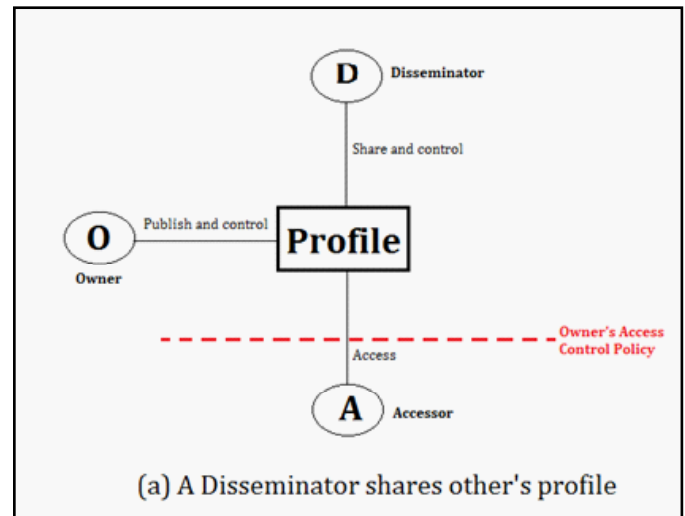 D
Disseminator
Share and control
Publish and control
O
Profile
Owner
Owner's Access
Control Policy
Access
A
Accessor
(a) A Disseminator shares other's profile